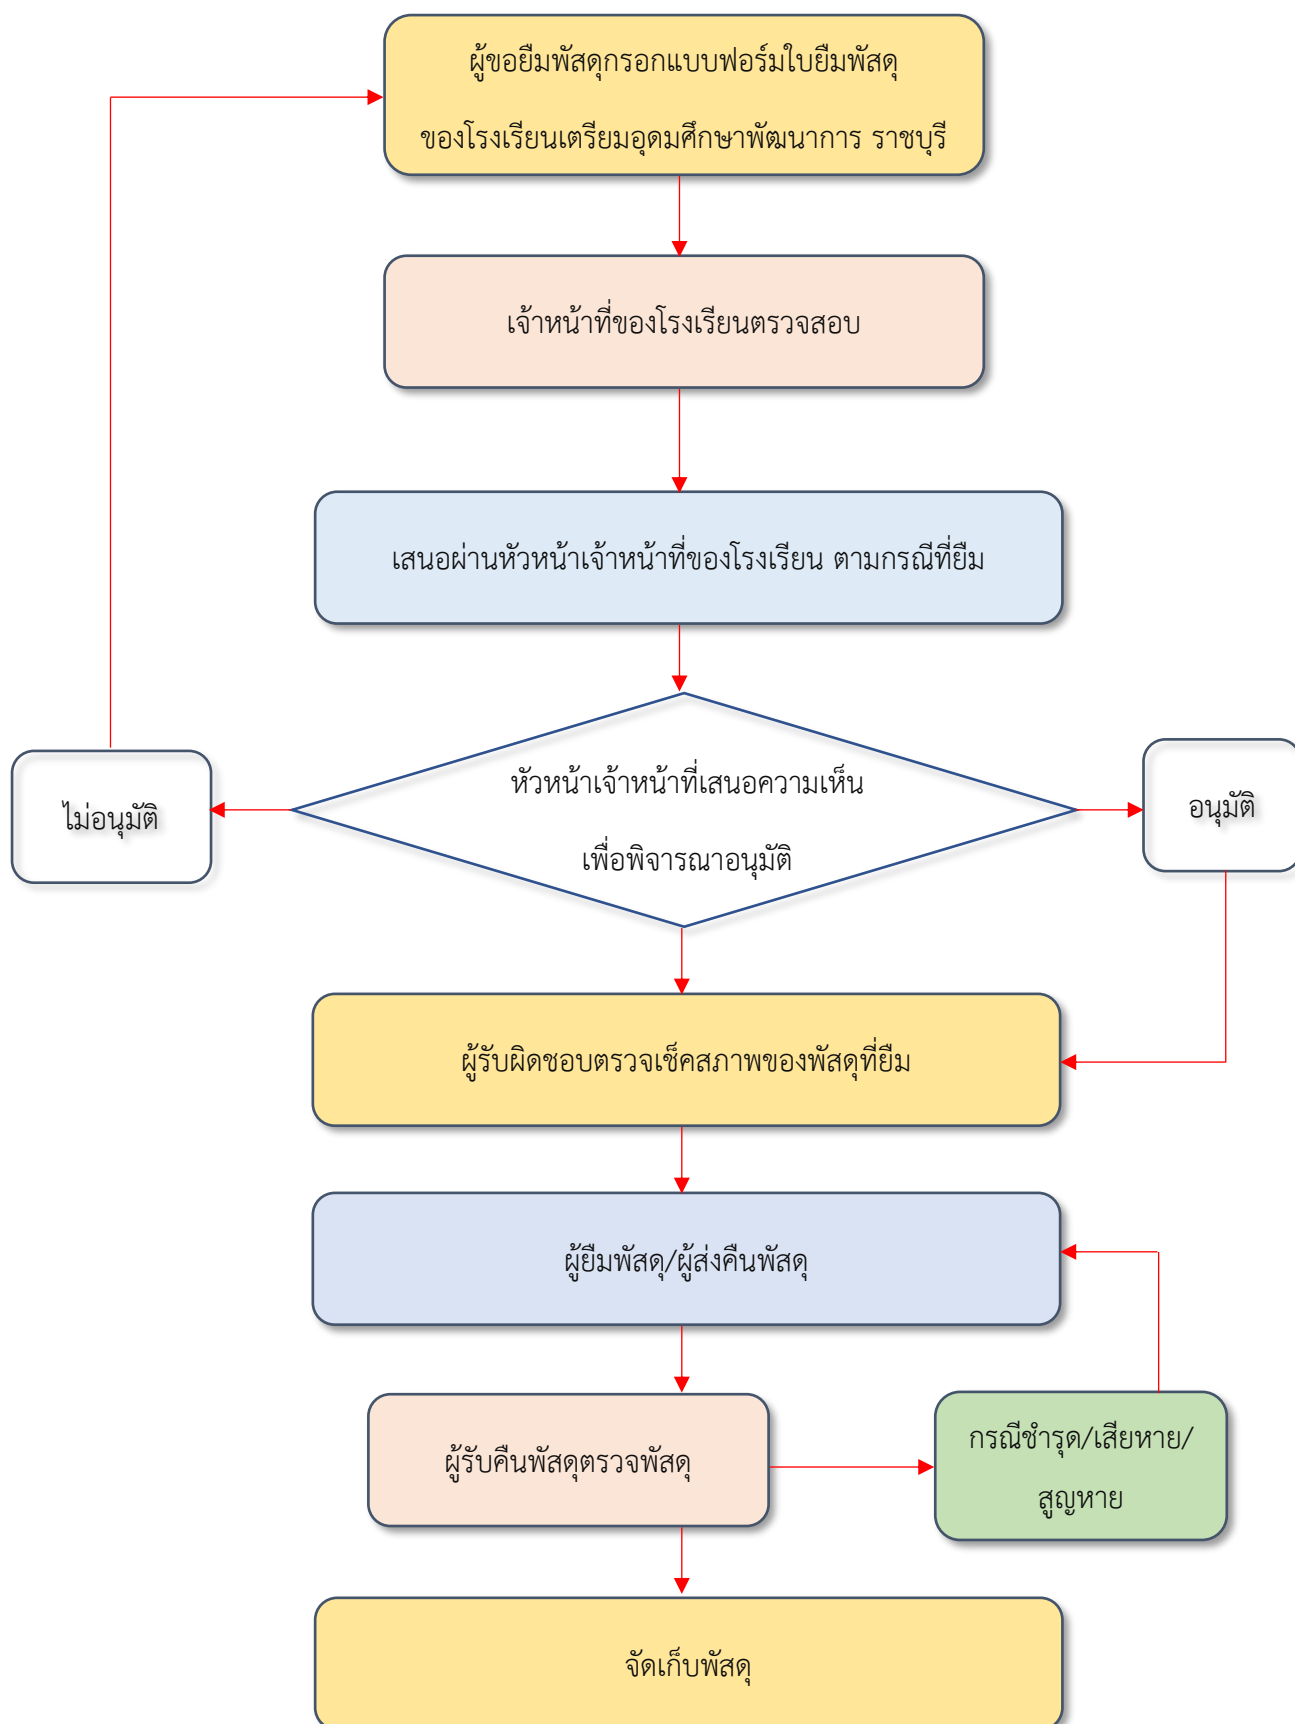 ผู้ขอยืมพัสดุกรอกแบบฟอร์มใบยืมพัสดุ
ของโรงเรียนเตรียมอุดมศึกษาพัฒนาการ ราชบุรี
เจ้าหน้าที่ของโรงเรียนตรวจสอบ
เสนอผ่านหัวหน้าเจ้าหน้าที่ของโรงเรียน ตามกรณีที่ยืม
หัวหน้าเจ้าหน้าที่เสนอความเห็น
เพื่อพิจารณาอนุมัติ
ไม่อนุมัติ
อนุมัติ
ผู้รับผิดชอบตรวจเช็คสภาพของพัสดุที่ยืม
ผู้ยืมพัสดุ/ผู้ส่งคืนพัสดุ
ผู้รับคืนพัสดุตรวจพัสดุ
กรณีชำรุด/เสียหาย/
สูญหาย
จัดเก็บพัสดุ